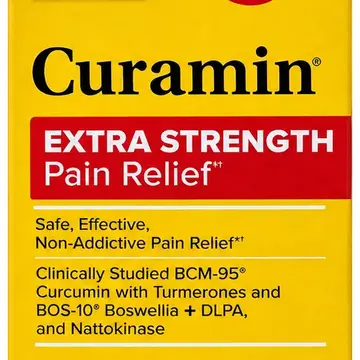 Curamin®
EXTRA STRENGTH
Pain Relief*†
Safe, Effective,
Non-Addictive Pain Relief*†
Clinically Studied BCM-95®
Curcumin with Turmerones and
BOS-10® Boswellia + DLPA,
and Nattokinase